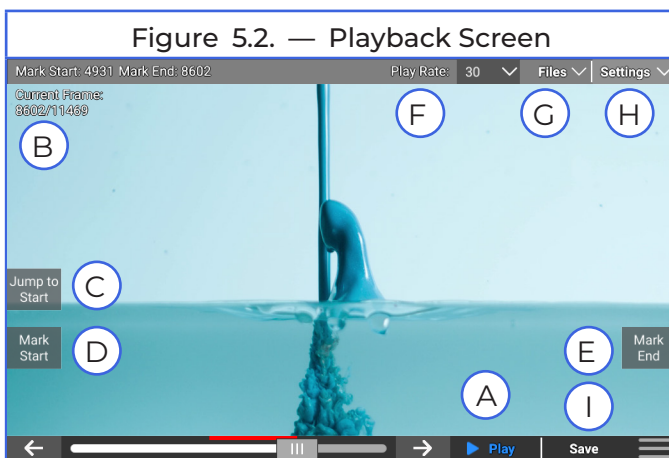 Figure 5.2. — Playback Screen
Mark Start: 4931 Mark End: 8602
Play Rate: 30 Files Settings
Current Frame:
8602/11469
F G H
B
Jump to
Start
C
Mark
Start
D
E
Mark
End
A
I
Play Save